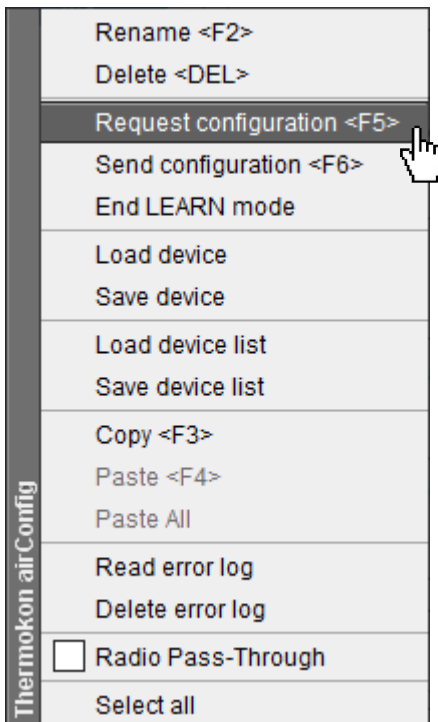 Rename <F2>
Delete <DEL>
Request configuration <F5>
Send configuration <F6>
End LEARN mode
Load device
Save device
Load device list
Save device list
Copy <F3>
Paste <F4>
Paste All
Read error log
Delete error log
Radio Pass-Through
Select all
Thermokon airConfig